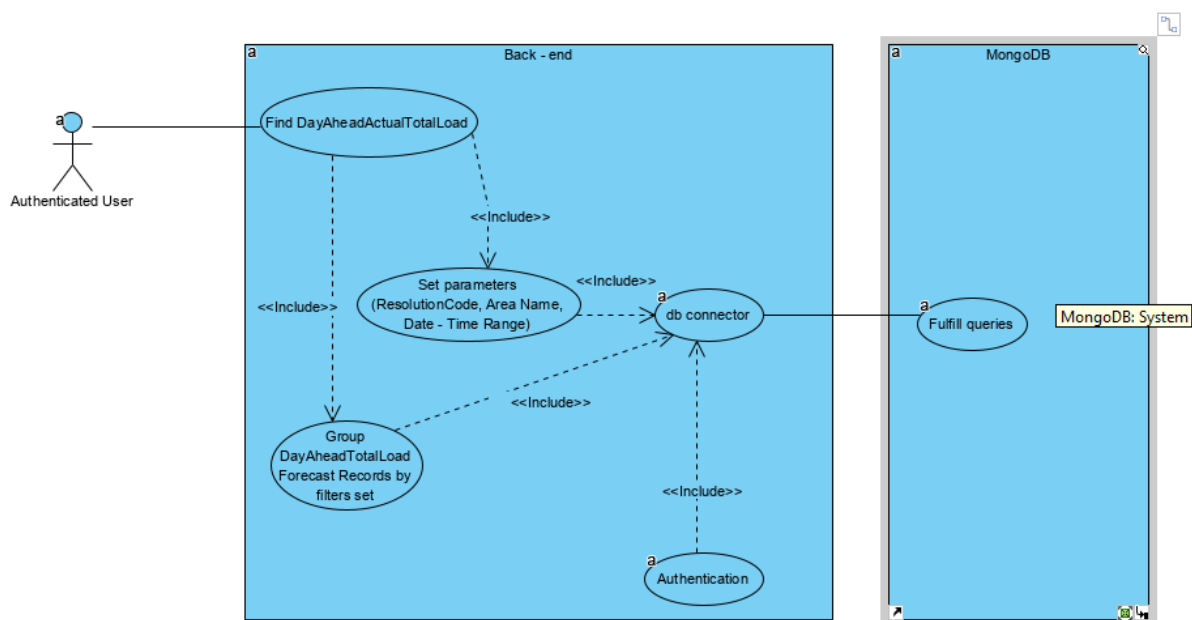 a
Back - end
a
MongoDB
a
Find DayAheadActualTotalLoad
Authenticated User
<<Include>>
Set parameters
(ResolutionCode, Area Name,
Date - Time Range)
<<Include>>
<<Include>>
a
db connector
a
Fulfill queries
MongoDB: System
<<Include>>
Group
DayAheadTotalLoad
Forecast Records by
filters set
<<Include>>
a
Authentication